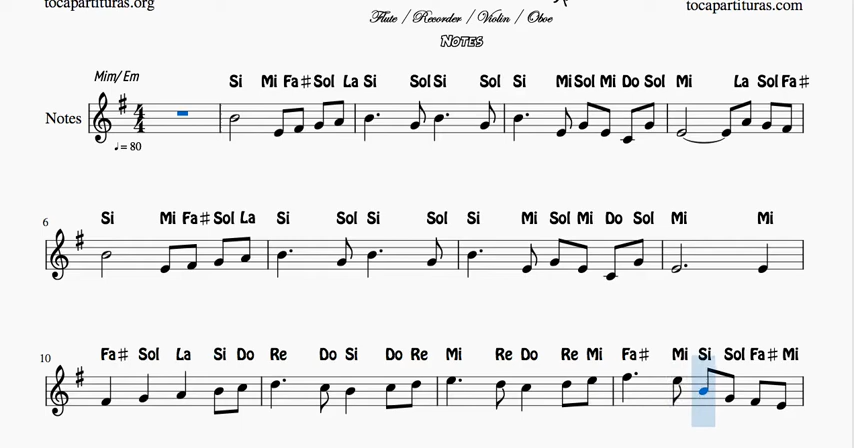 tocapartituras.org
tocapartituras.com
Flute / Recorder / Violin / Oboe
NOTES
Mim/Em
Si Mi Fa♯ Sol La Si Sol Si Sol Si Mi Sol Mi Do Sol Mi La Sol Fa♯
Notes
4
4
♩= 80
6
Si Mi Fa♯ Sol La Si Sol Si Sol Si Mi Sol Mi Do Sol Mi Mi
10
Fa♯ Sol La Si Do Re Do Si Do Re Mi Re Do Re Mi Fa♯ Mi Si Sol Fa♯ Mi